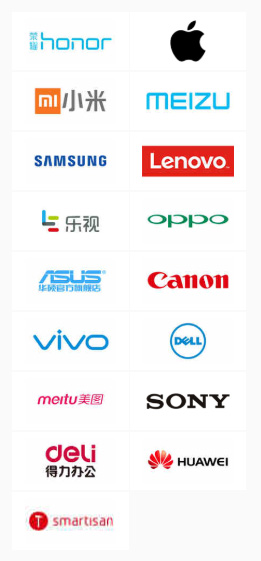 荣耀 honor
mi 小米
MEIZU
SAMSUNG
Lenovo
乐视
oppo
ASUS
华硕官方旗舰店
Canon
vivo
DELL
meitu 美图
SONY
deli
得力办公
HUAWEI
T smartisan